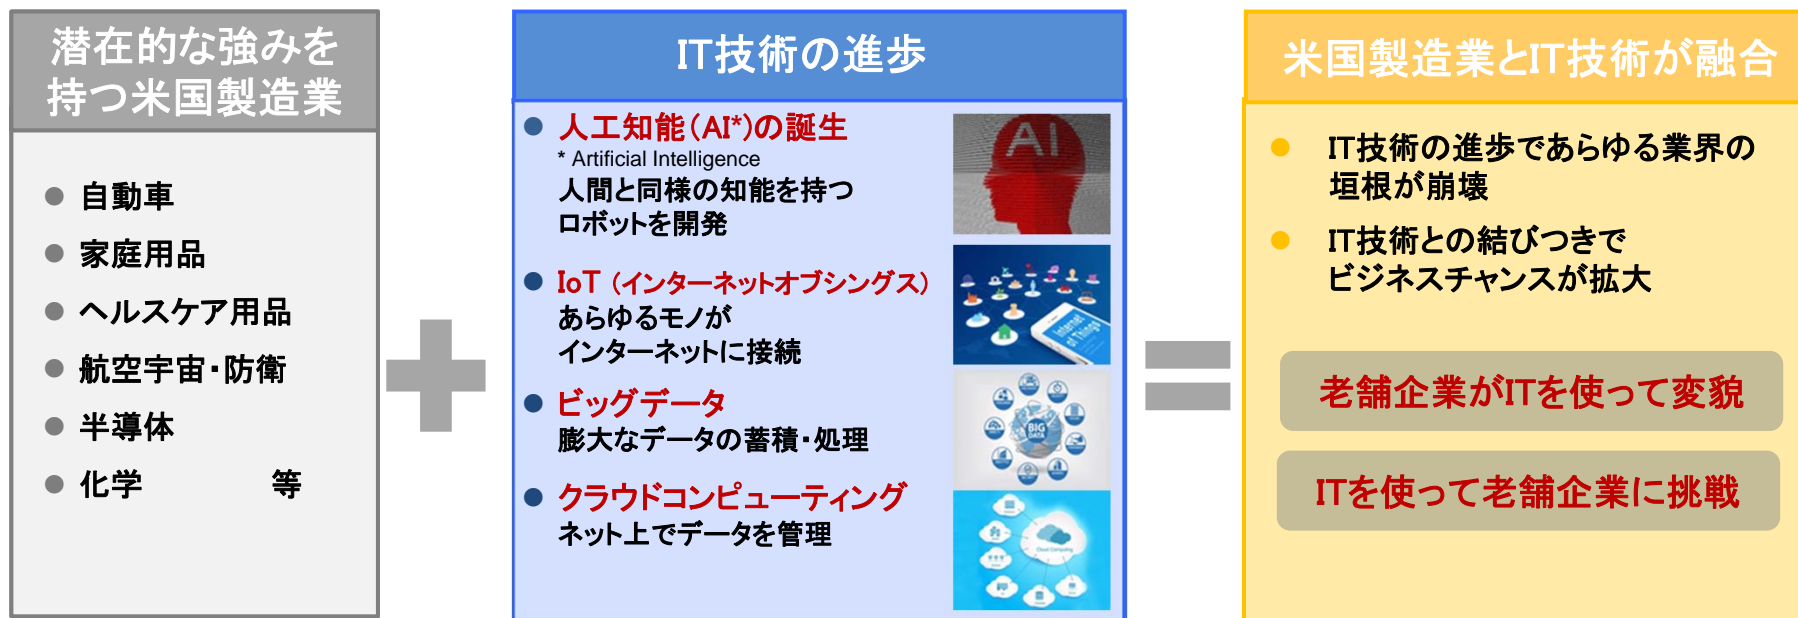 潜在的な強みを
持つ米国製造業
● 自動車
● 家庭用品
● ヘルスケア用品
● 航空宇宙・防衛
● 半導体
● 化学 等
IT技術の進歩
● 人工知能（AI*）の誕生
* Artificial Intelligence
人間と同様の知能を持つ
ロボットを開発
AI
● IoT（インターネットオブシングス）
あらゆるモノが
インターネットに接続
Internet
of Things
● ビッグデータ
膨大なデータの蓄積・処理
BIG
DATA
● クラウドコンピューティング
ネット上でデータを管理
Cloud Computing
米国製造業とIT技術が融合
● IT技術の進歩であらゆる業界の
垣根が崩壊
● IT技術との結びつきで
ビジネスチャンスが拡大
老舗企業がITを使って変貌
ITを使って老舗企業に挑戦